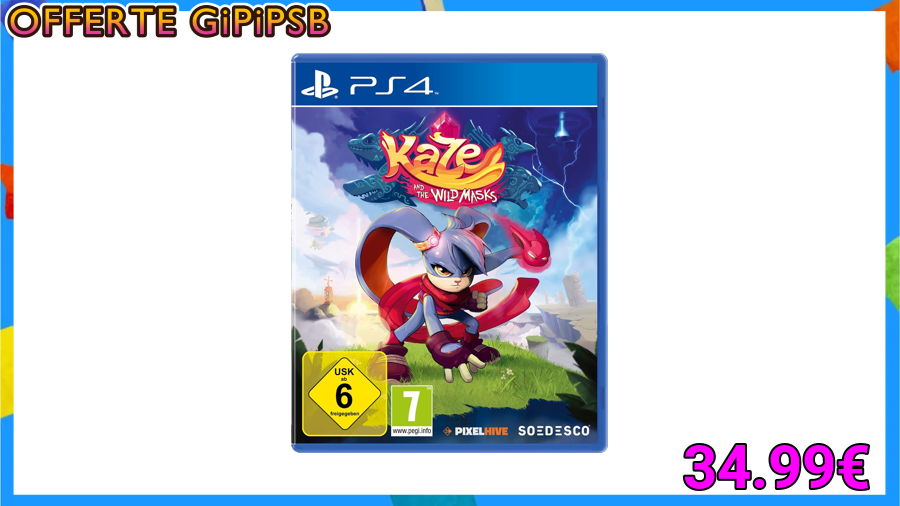 OFFERTE GiPiPSB
PS4
KAZE
AND THE WILD MASKS
USK
ab
6
freigegeben
7
www.pegi.info
PIXELHIVE
SOEDESCO
34.99€